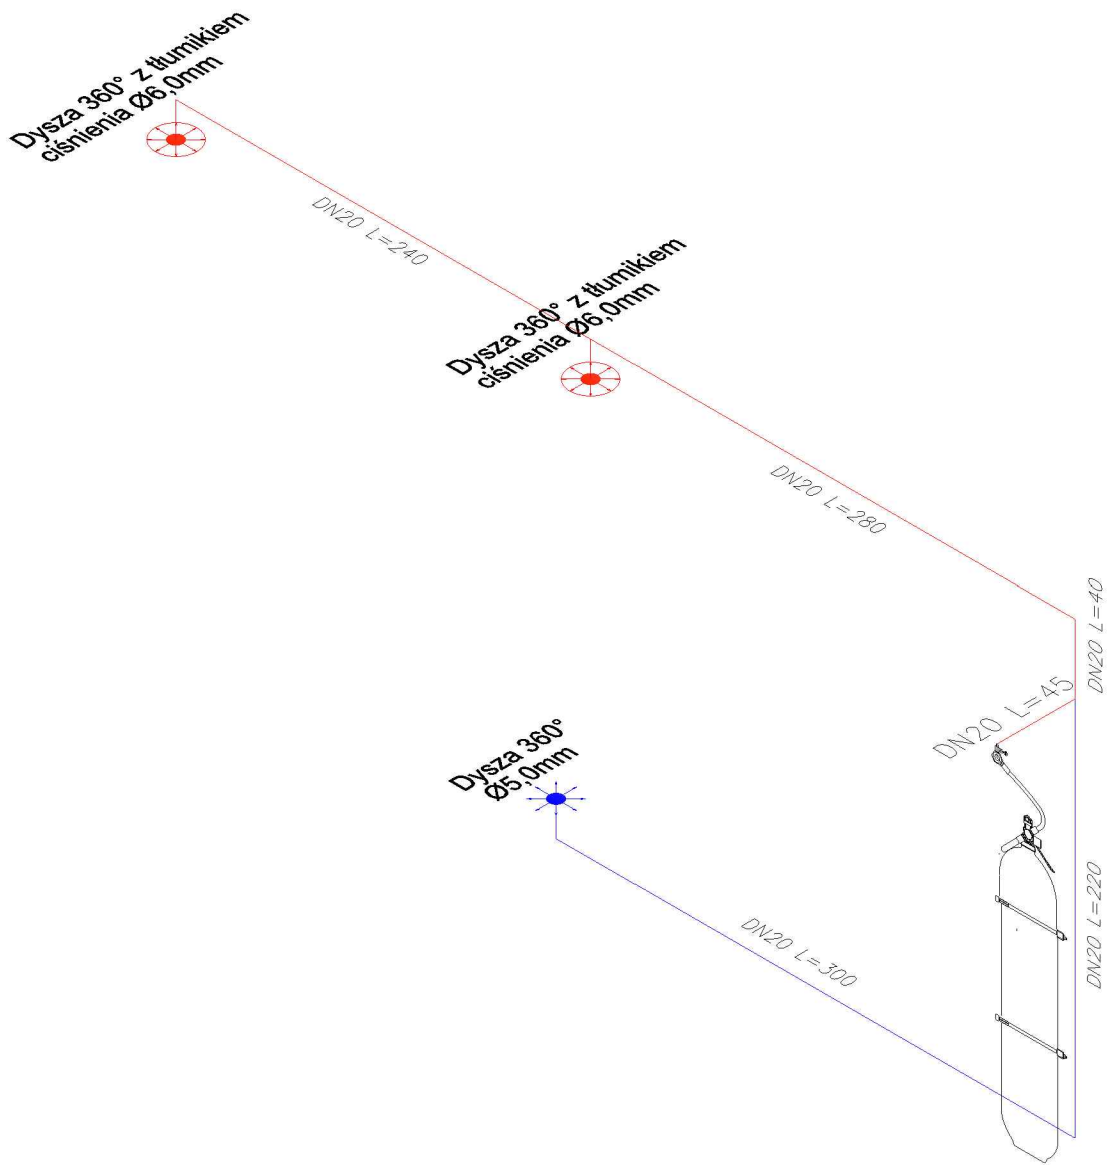 Dysza 360° z tłumikiem
ciśnienia Ø6,0mm
DN20 L=240
Dysza 360° z tłumikiem
ciśnienia Ø6,0mm
DN20 L=280
DN20 L=40
DN20 L=45
Dysza 360°
Ø5,0mm
DN20 L=220
DN20 L=300